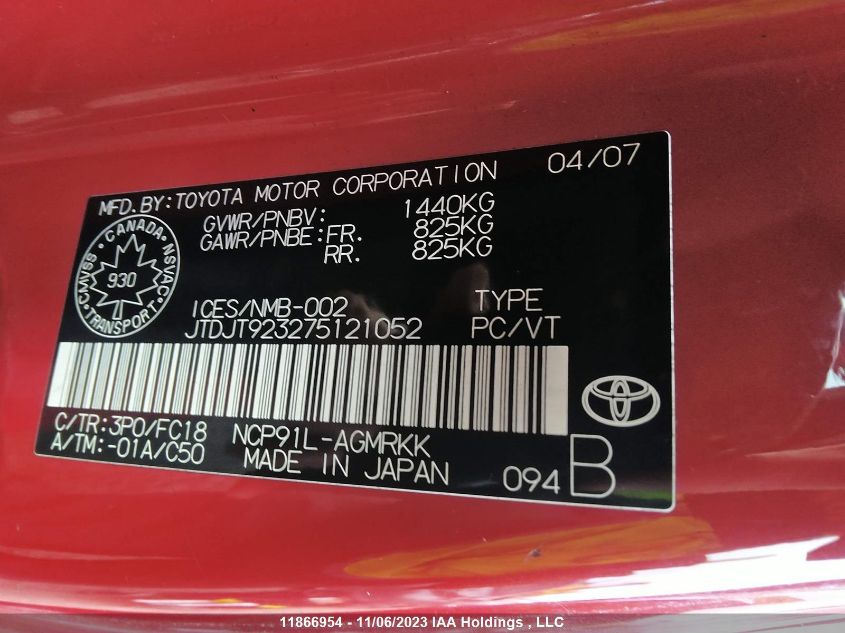 MFD.BY:TOYOTA MOTOR CORPORATION 04/07
GVWR/PNBV: 1440KG
GAWR/PNBE:FR. 825KG
RR. 825KG
CANADA
CMVSS NSVAC
930
TRANSPORT
ICES/NMB-002 TYPE
JTDJT923275121052 PC/VT
C/TR:3P0/FC18 NCP91L-AGMRKK
A/TM:-01A/C50 MADE IN JAPAN 094 B
11866954 - 11/06/2023 IAA Holdings , LLC